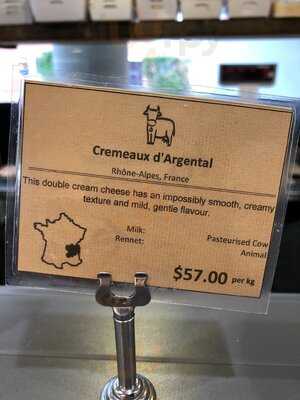 Cremeaux d'Argental
Rhône-Alpes, France
This double cream cheese has an impossibly smooth, creamy
texture and mild, gentle flavour.
Milk: Pasteurised Cow
Rennet: Animal
$57.00 per kg